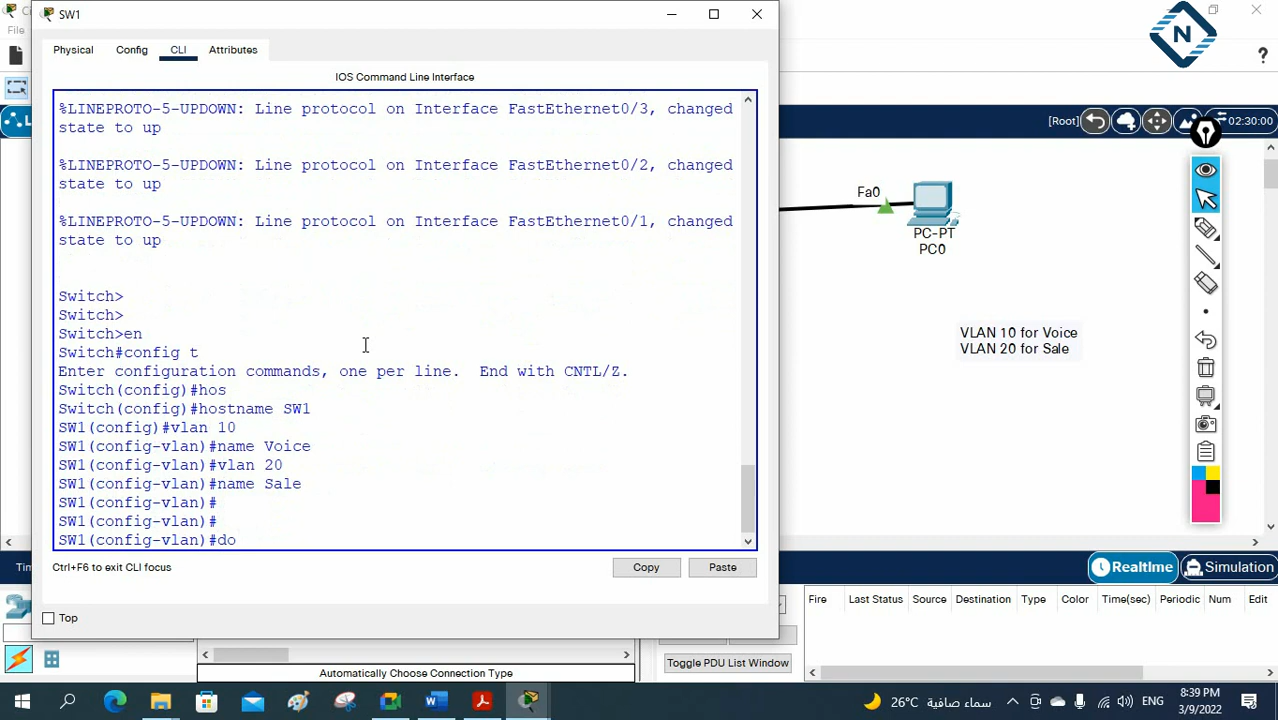 SW1
Physical
Config
CLI
Attributes
IOS Command Line Interface
%LINEPROTO-5-UPDOWN: Line protocol on Interface FastEthernet0/3, changed
state to up
%LINEPROTO-5-UPDOWN: Line protocol on Interface FastEthernet0/2, changed
state to up
%LINEPROTO-5-UPDOWN: Line protocol on Interface FastEthernet0/1, changed
state to up
Switch>
Switch>
Switch>en
Switch#config t
Enter configuration commands, one per line.  End with CNTL/Z.
Switch(config)#hos
Switch(config)#hostname SW1
SW1(config)#vlan 10
SW1(config-vlan)#name Voice
SW1(config-vlan)#vlan 20
SW1(config-vlan)#name Sale
SW1(config-vlan)#
SW1(config-vlan)#
SW1(config-vlan)#do
Ctrl+F6 to exit CLI focus
Copy
Paste
Top
N
[Root]
02:30:00
Fa0
PC-PT
PC0
VLAN 10 for Voice
VLAN 20 for Sale
Realtime
Simulation
Fire
Last Status
Source
Destination
Type
Color
Time(sec)
Periodic
Num
Edit
Toggle PDU List Window
Automatically Choose Connection Type
26°C سماء صافية
ENG
8:39 PM
3/9/2022